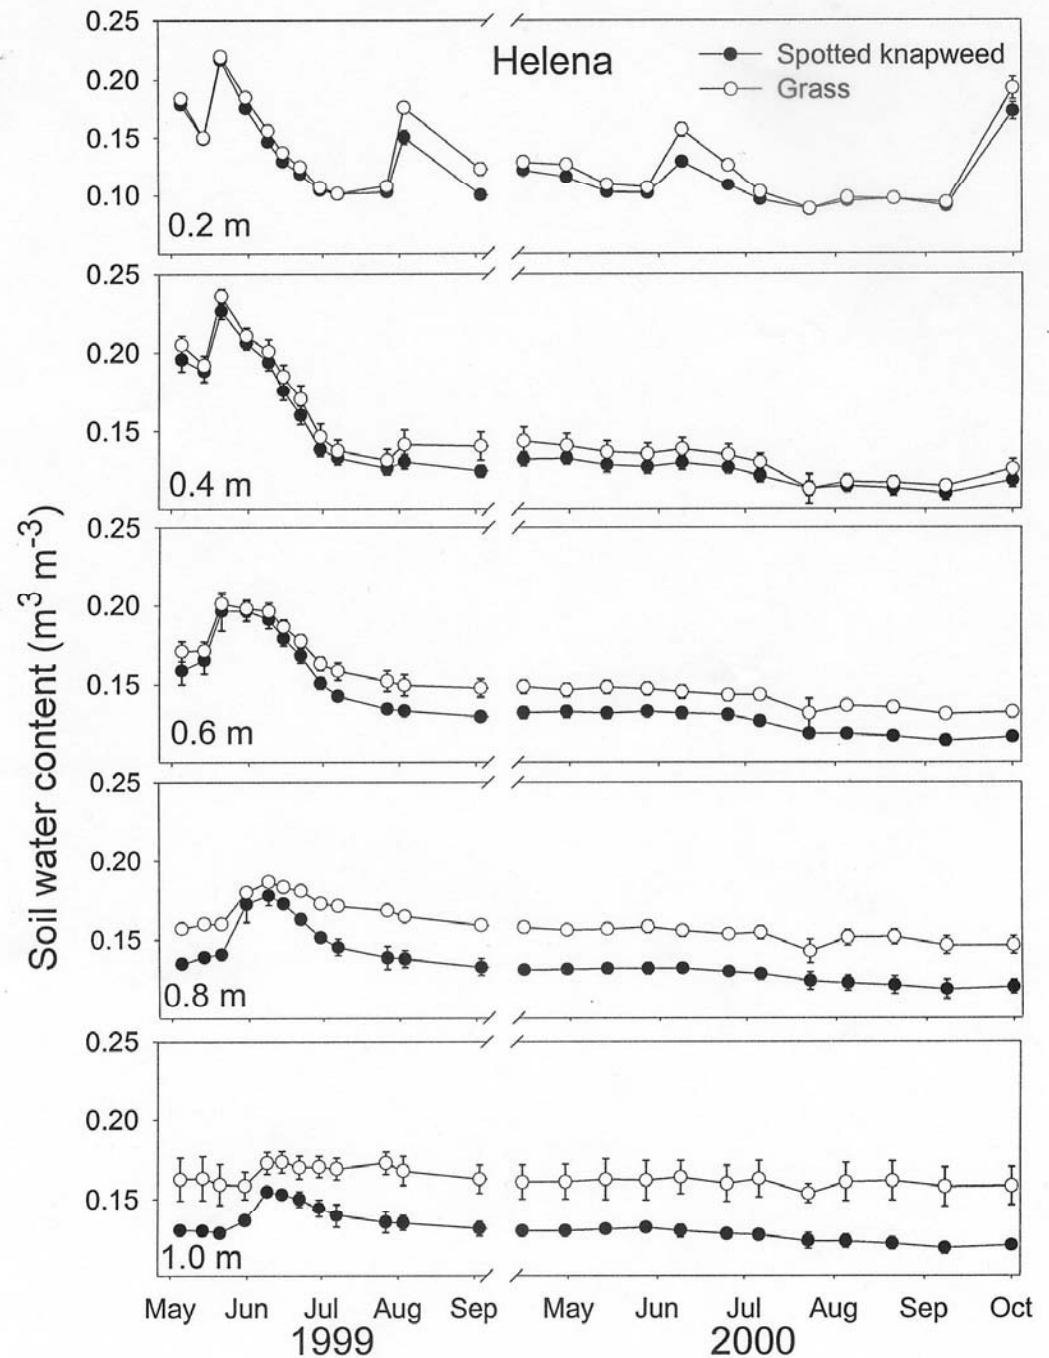 Helena
Spotted knapweed
Grass
0.25
0.20
0.15
0.10
0.2 m
0.25
0.20
0.15
0.4 m
0.25
0.20
0.15
0.6 m
0.25
0.20
0.15
0.8 m
0.25
0.20
0.15
1.0 m
Soil water content (m³ m⁻³)
May Jun Jul Aug Sep May Jun Jul Aug Sep Oct
1999 2000